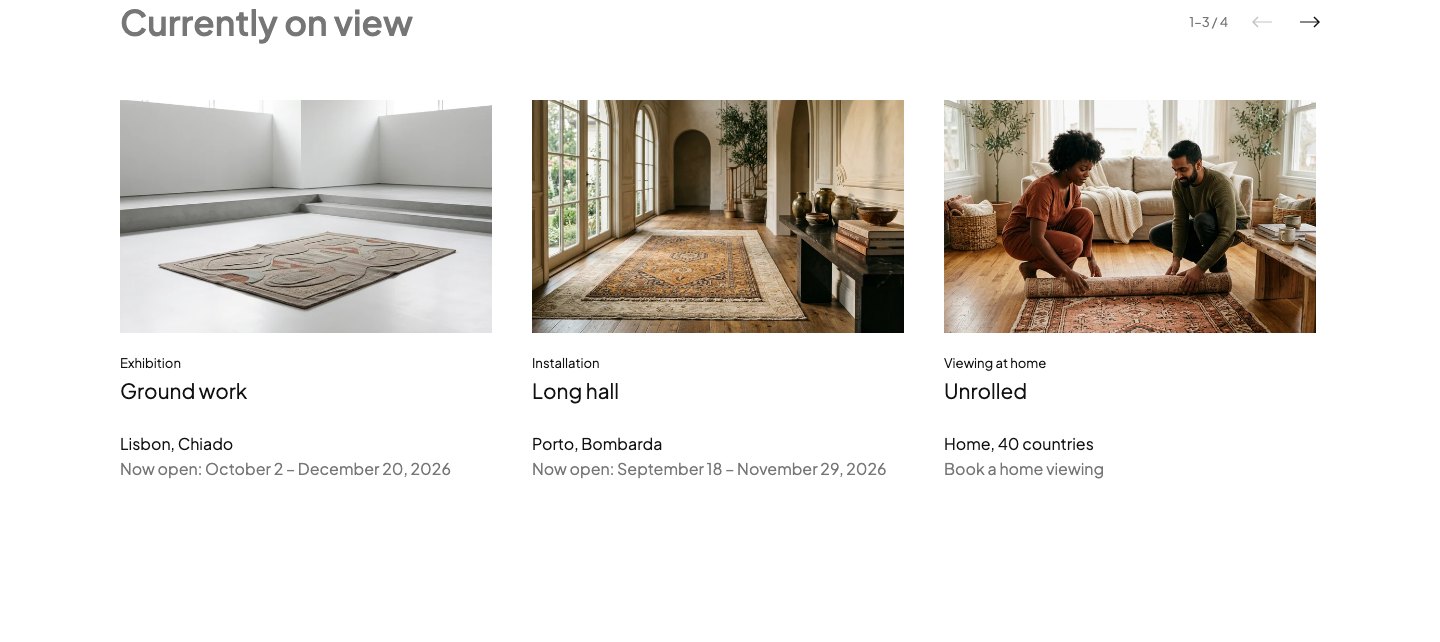 Currently on view
1–3 / 4
Exhibition
Ground work
Lisbon, Chiado
Now open: October 2 – December 20, 2026
Installation
Long hall
Porto, Bombarda
Now open: September 18 – November 29, 2026
Viewing at home
Unrolled
Home, 40 countries
Book a home viewing